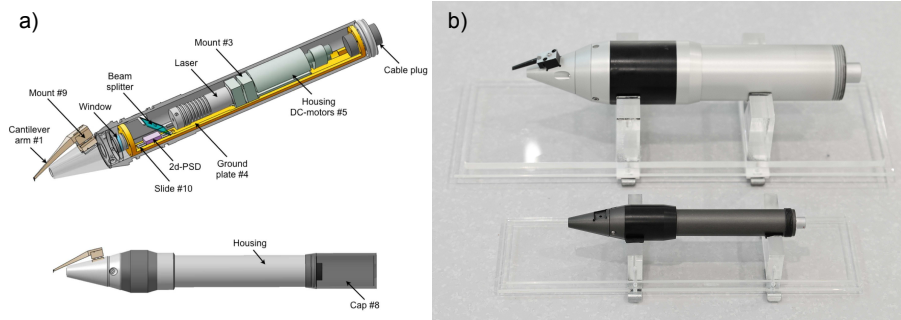 a)
Mount #3
Laser
Beam
splitter
Mount #9
Window
Cantilever
arm #1
Cable plug
Housing
DC-motors #5
Ground
plate #4
2d-PSD
Slide #10
Housing
Cap #8
b)